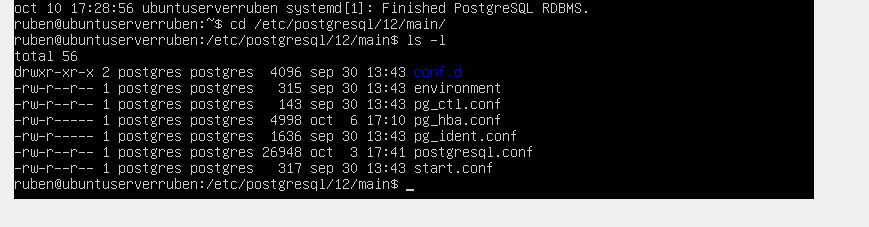 oct 10 17:28:56 ubuntuserverruben systemd[1]: Finished PostgreSQL RDBMS.
ruben@ubuntuserverruben:~$ cd /etc/postgresql/12/main/
ruben@ubuntuserverruben:/etc/postgresql/12/main$ ls -l
total 56
drwxr-xr-x 2 postgres postgres  4096 sep 30 13:43 conf.d
-rw-r--r-- 1 postgres postgres   315 sep 30 13:43 environment
-rw-r--r-- 1 postgres postgres   143 sep 30 13:43 pg_ctl.conf
-rw-r----- 1 postgres postgres  4998 oct  6 17:10 pg_hba.conf
-rw-r----- 1 postgres postgres  1636 sep 30 13:43 pg_ident.conf
-rw-r--r-- 1 postgres postgres 26948 oct  3 17:41 postgresql.conf
-rw-r--r-- 1 postgres postgres   317 sep 30 13:43 start.conf
ruben@ubuntuserverruben:/etc/postgresql/12/main$ _